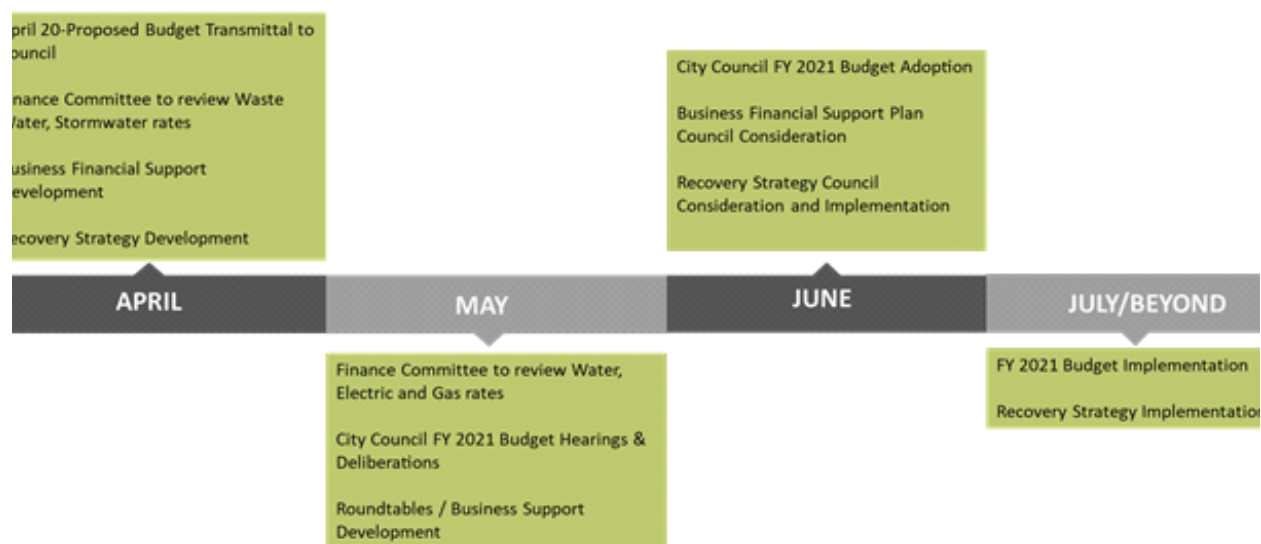 pril 20-Proposed Budget Transmittal to
ouncil
nance Committee to review Waste
ater, Stormwater rates
usiness Financial Support
evelopment
ecovery Strategy Development
APRIL
MAY
Finance Committee to review Water,
Electric and Gas rates
City Council FY 2021 Budget Hearings &
Deliberations
Roundtables / Business Support
Development
City Council FY 2021 Budget Adoption
Business Financial Support Plan
Council Consideration
Recovery Strategy Council
Consideration and Implementation
JUNE
JULY/BEYOND
FY 2021 Budget Implementation
Recovery Strategy Implementation